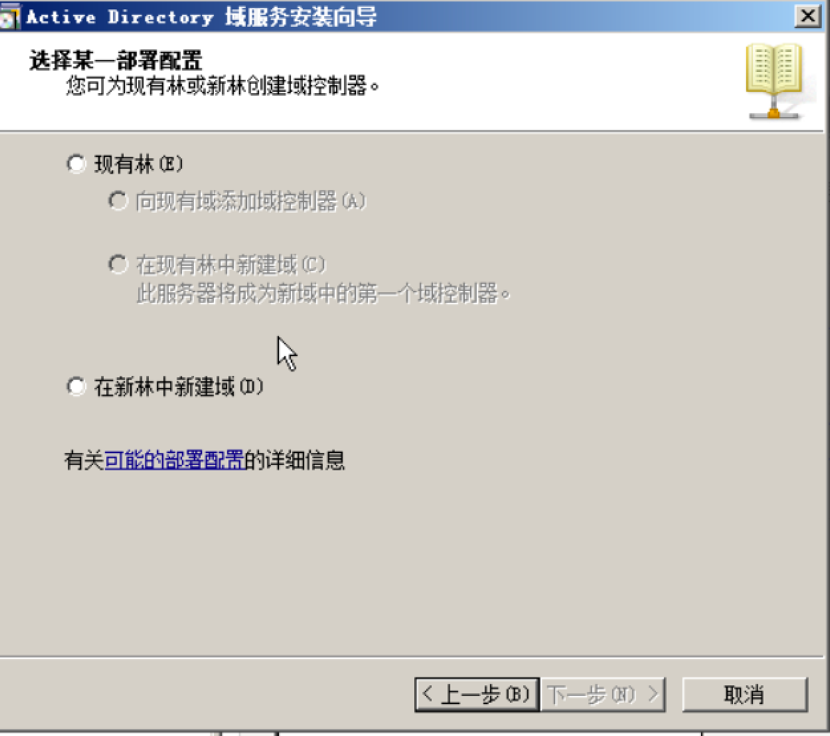 Active Directory 域服务安装向导
选择某一部署配置
您可为现有林或新林创建域控制器。
现有林(E)
向现有域添加域控制器(A)
在现有林中新建域(C)
此服务器将成为新域中的第一个域控制器。
在新林中新建域(D)
有关可能的部署配置的详细信息
< 上一步(B) 下一步(N) > 取消